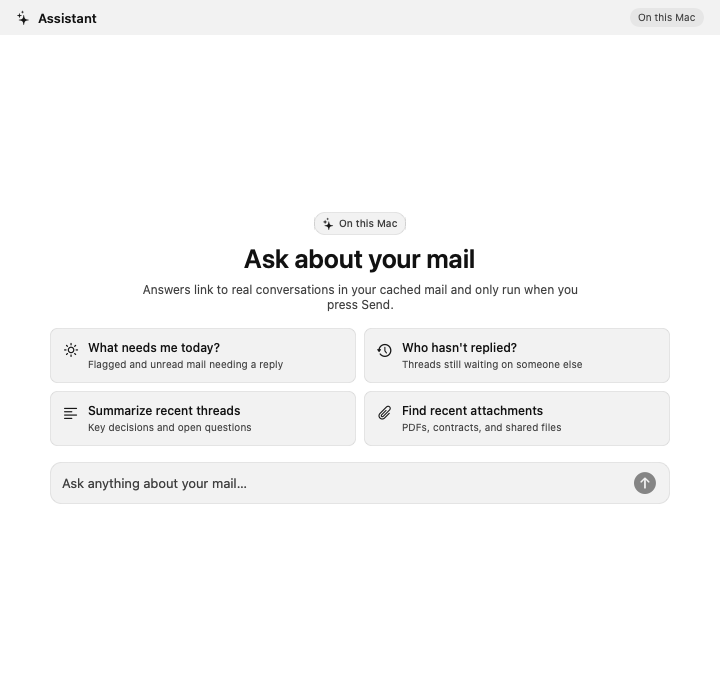 Assistant
On this Mac
On this Mac
Ask about your mail
Answers link to real conversations in your cached mail and only run when you
press Send.
What needs me today?
Flagged and unread mail needing a reply
Who hasn't replied?
Threads still waiting on someone else
Summarize recent threads
Key decisions and open questions
Find recent attachments
PDFs, contracts, and shared files
Ask anything about your mail...